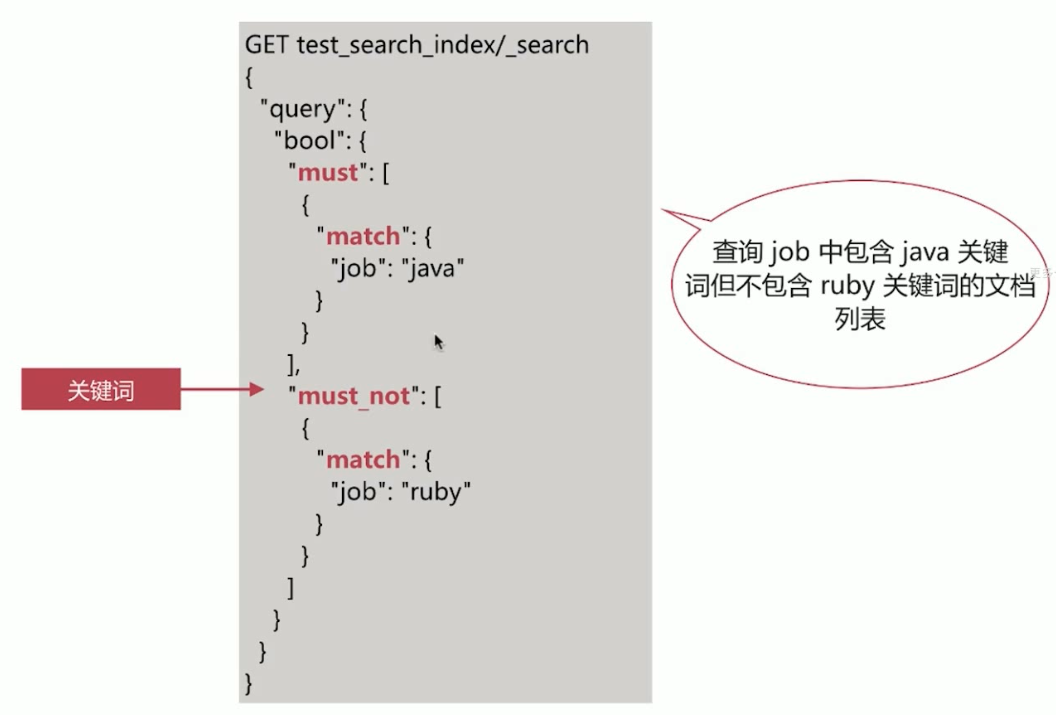 GET test_search_index/_search
{
"query": {
"bool": {
"must": [
{
"match": {
"job": "java"
}
}
],
"must_not": [
{
"match": {
"job": "ruby"
}
}
]
}
}
}
关键词
查询 job 中包含 java 关键
词但不包含 ruby 关键词的文档
列表